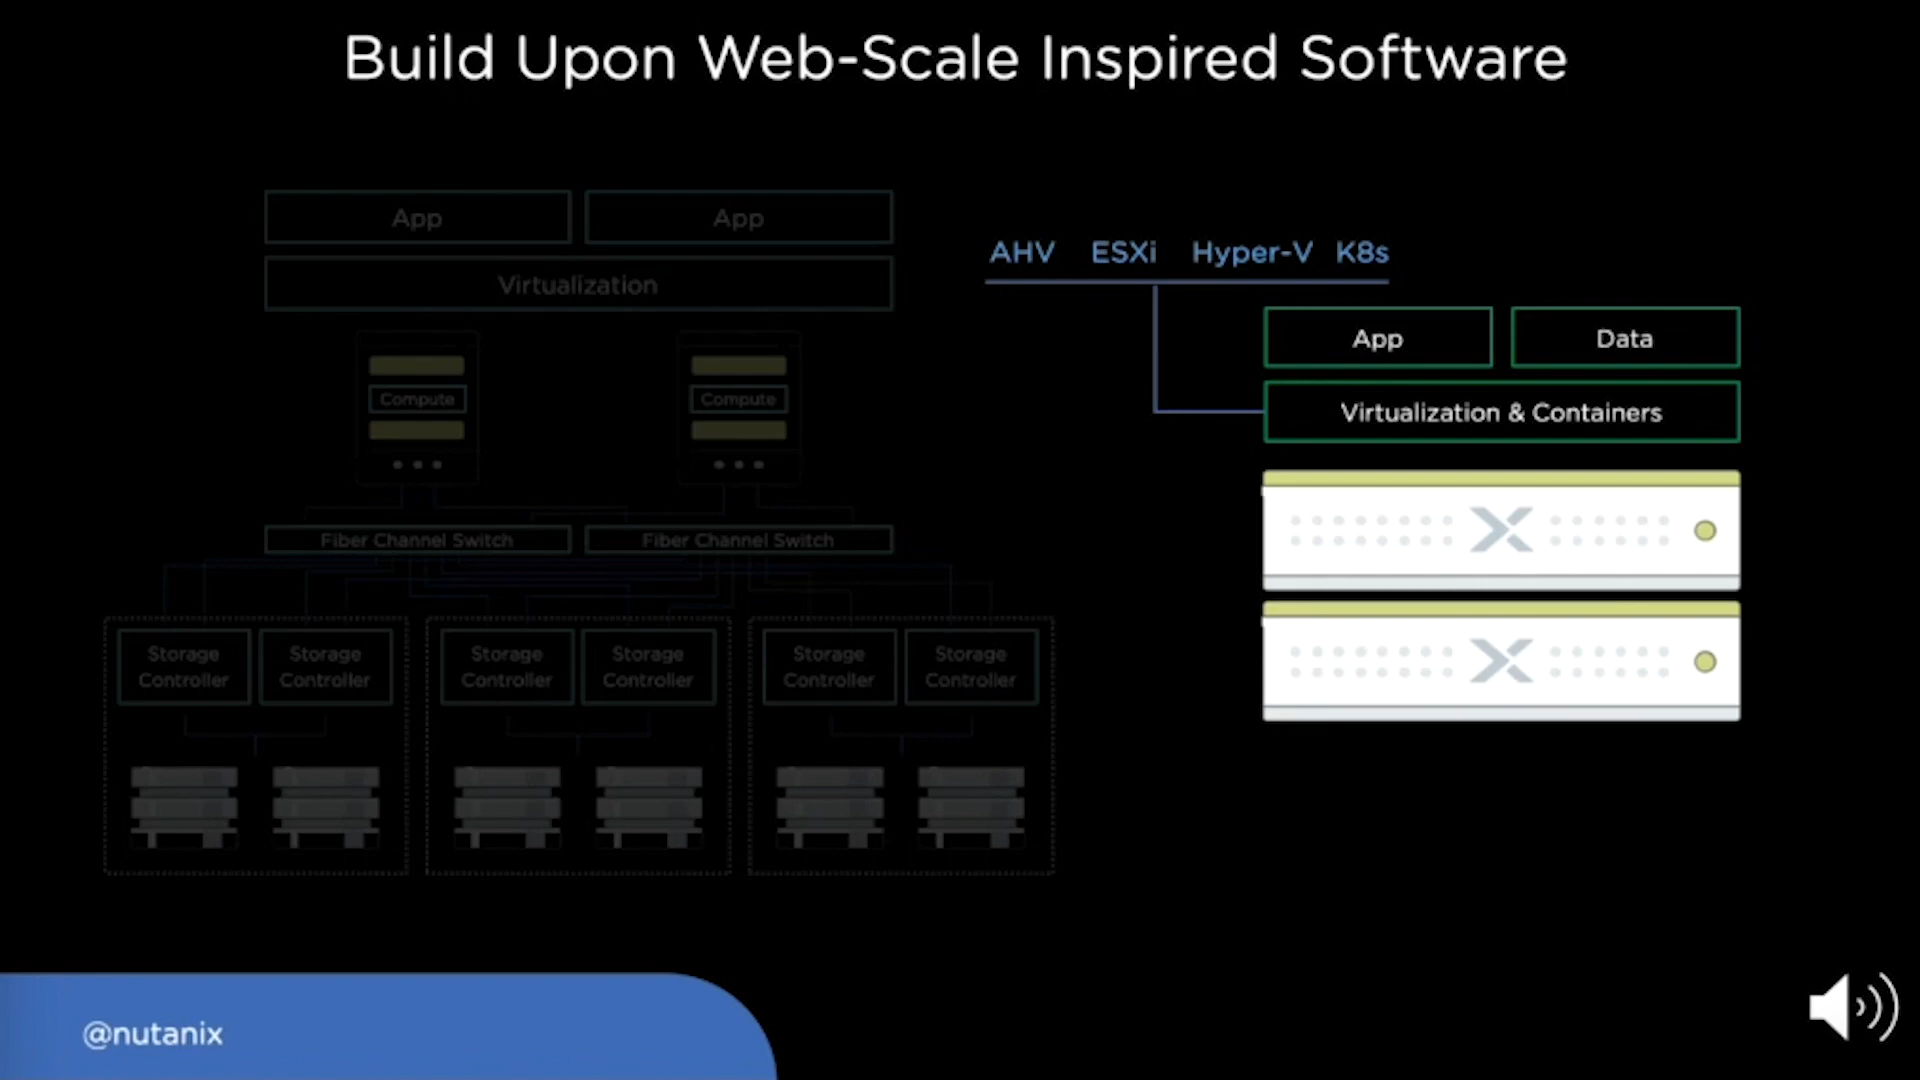 Build Upon Web-Scale Inspired Software
App App
Virtualization
Compute Compute
Fiber Channel Switch Fiber Channel Switch
Storage Controller Storage Controller Storage Controller Storage Controller Storage Controller Storage Controller
AHV ESXi Hyper-V K8s
App Data
Virtualization & Containers
@nutanix